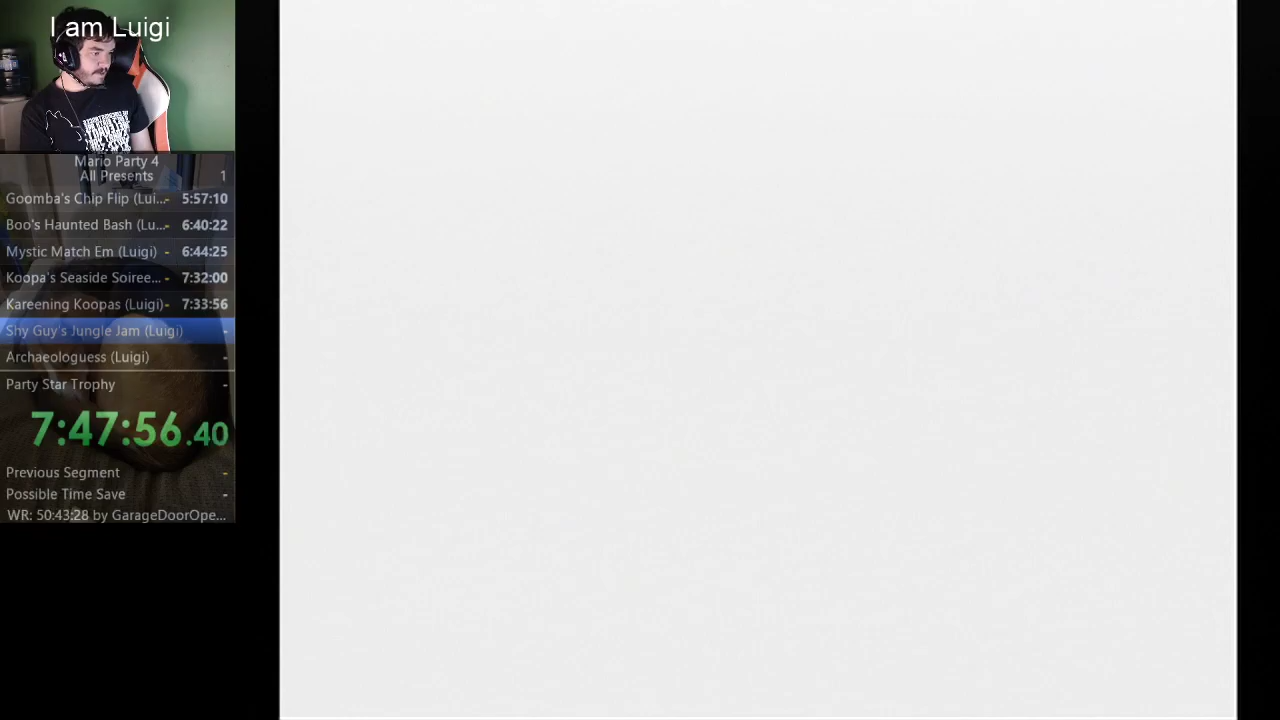 I am Luigi
Mario Party 4
All Presents 1
Goomba's Chip Flip (Lui... - 5:57:10
Boo's Haunted Bash (Lu... - 6:40:22
Mystic Match Em (Luigi) - 6:44:25
Koopa's Seaside Soiree... - 7:32:00
Kareening Koopas (Luigi) - 7:33:56
Shy Guy's Jungle Jam (Luigi) -
Archaeologuess (Luigi) -
Party Star Trophy -
7:47:56.40
Previous Segment -
Possible Time Save -
WR: 50:43:28 by GarageDoorOpe...